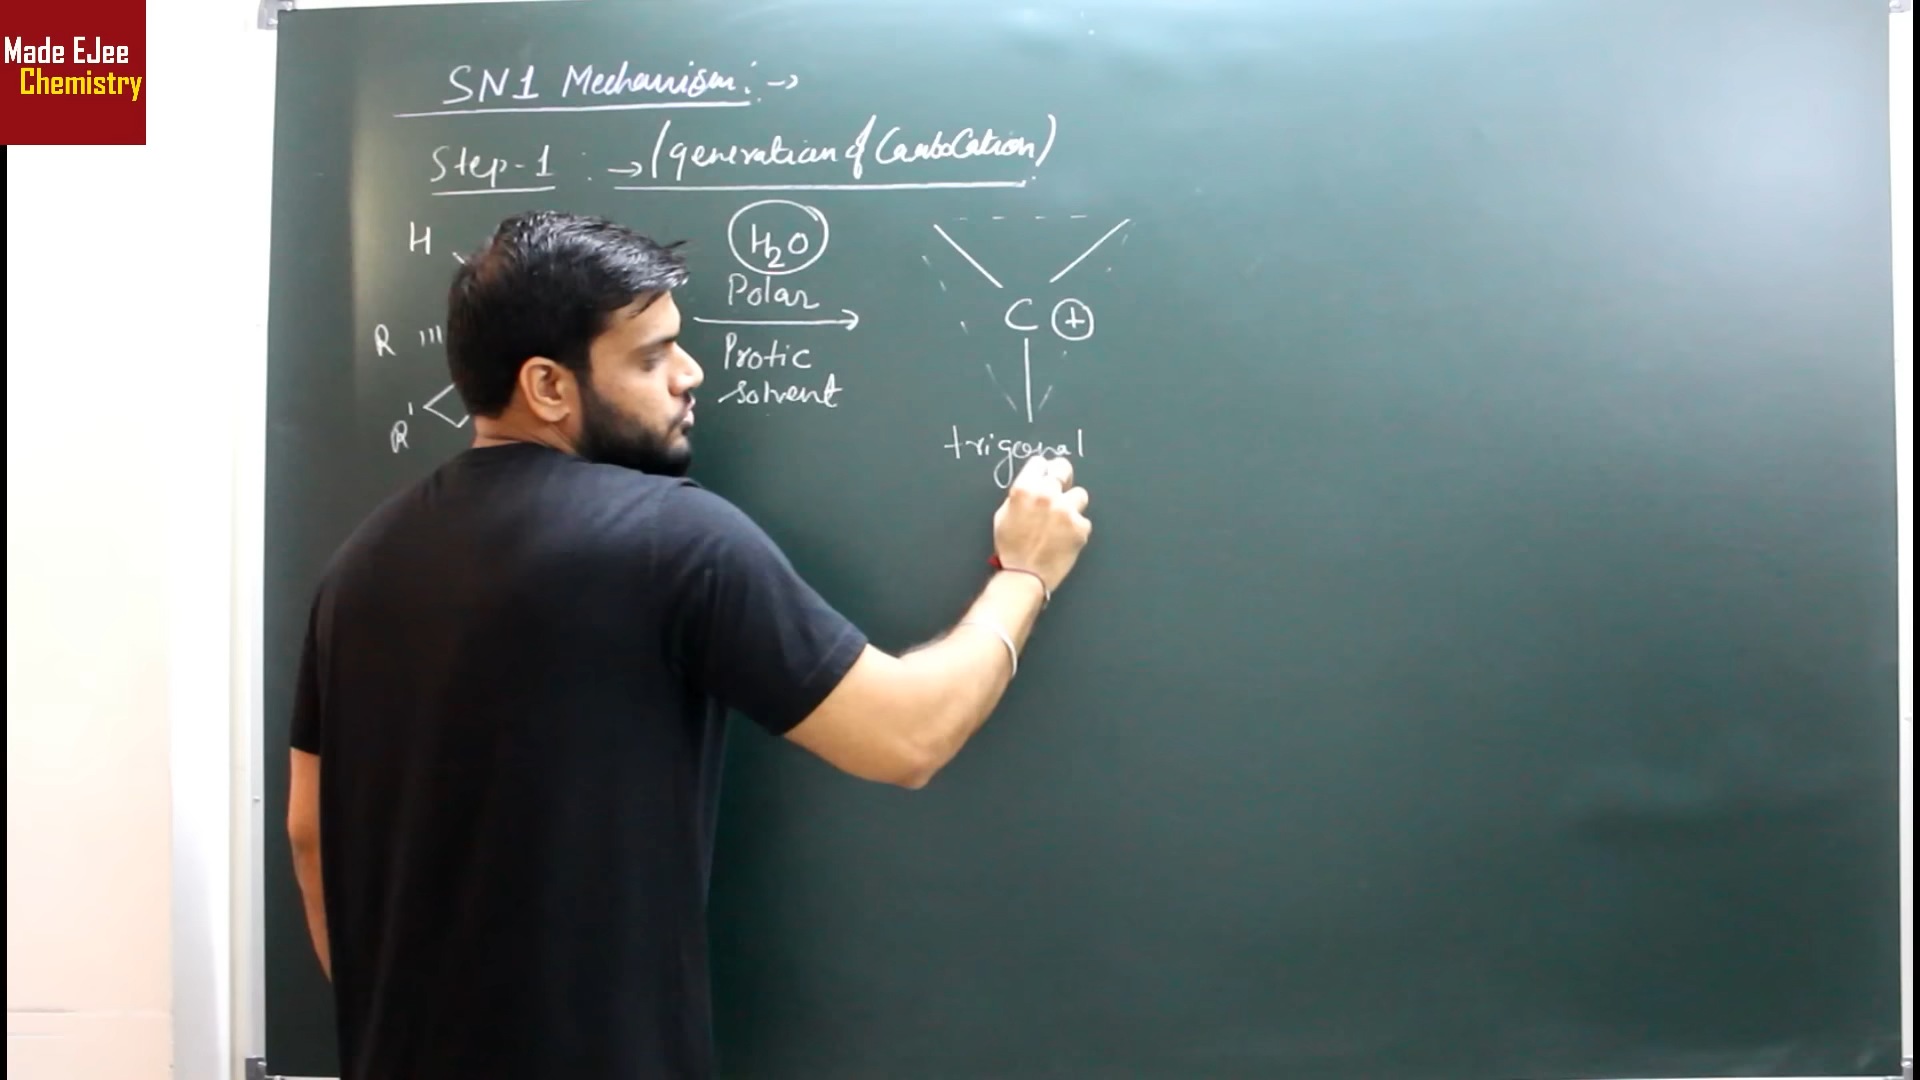 Made EJee
Chemistry
SN1 Mechanism :->
Step-1 :-> (generation of CarboCation)
H
H2O
Polar
C +
R
Protic
solvent
R'
trigonal